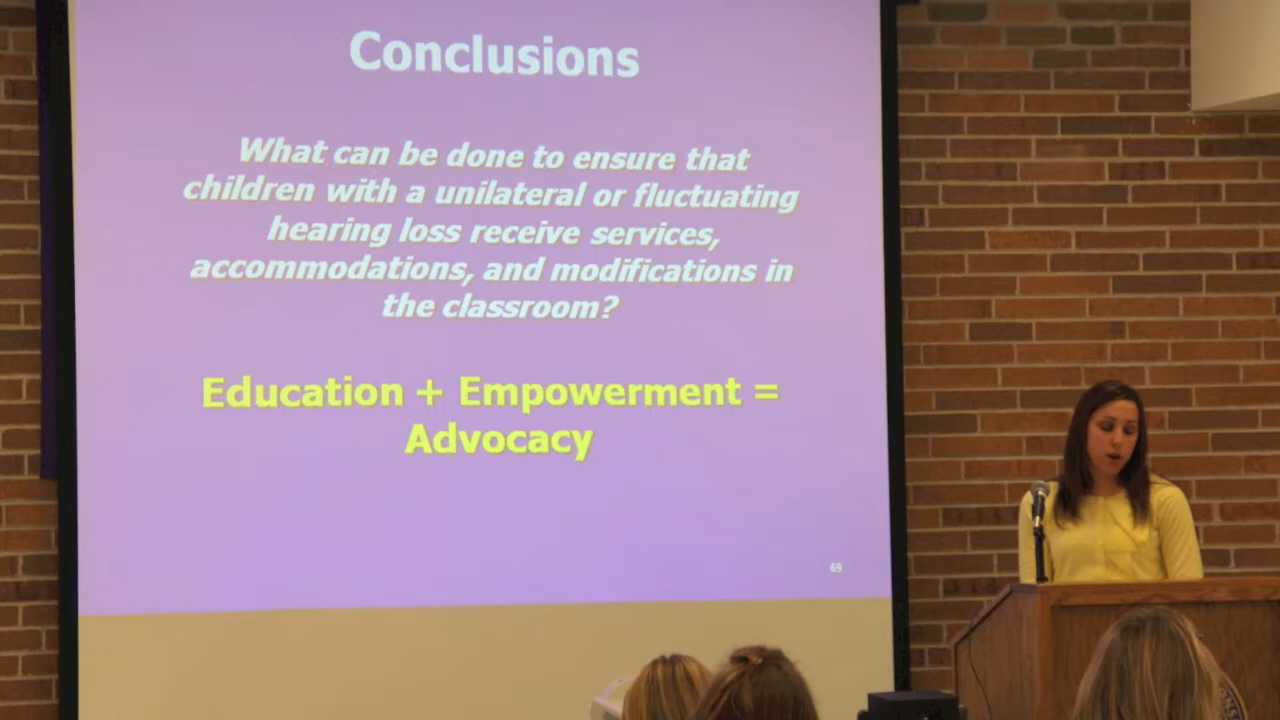 Conclusions
What can be done to ensure that
children with a unilateral or fluctuating
hearing loss receive services,
accommodations, and modifications in
the classroom?
Education + Empowerment =
Advocacy
69